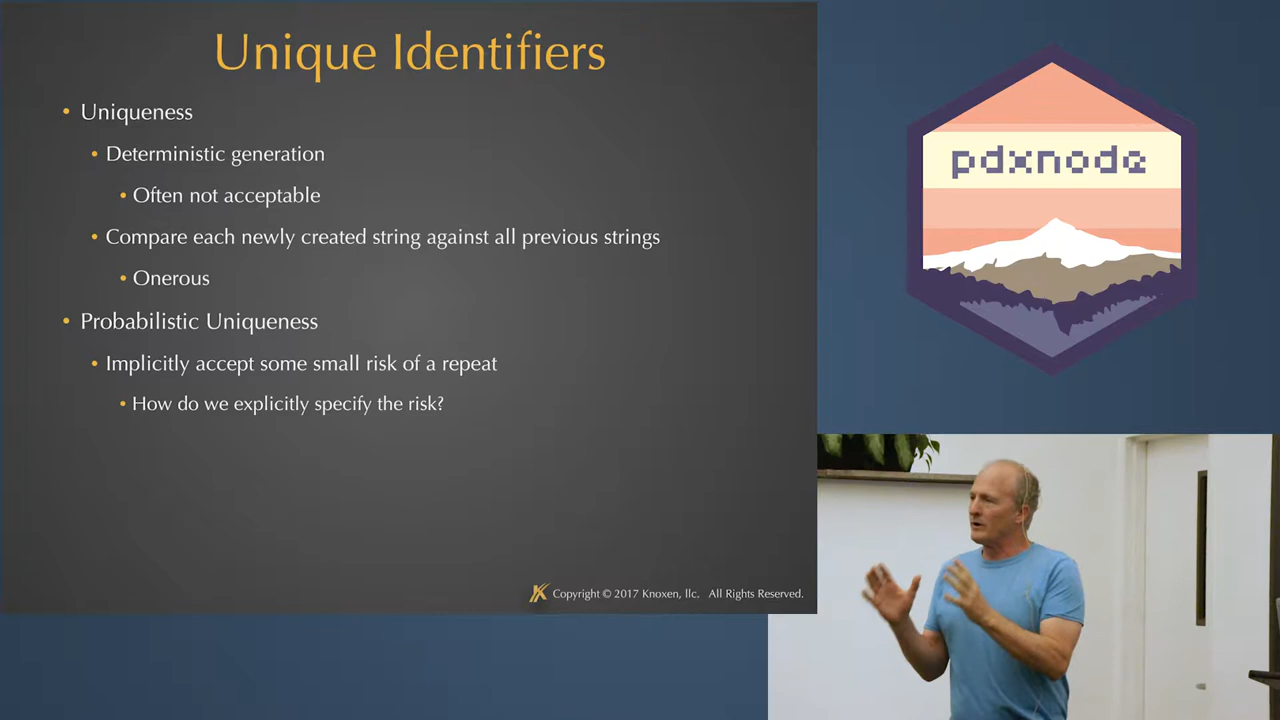 Unique Identifiers
• Uniqueness
• Deterministic generation
• Often not acceptable
• Compare each newly created string against all previous strings
• Onerous
• Probabilistic Uniqueness
• Implicitly accept some small risk of a repeat
• How do we explicitly specify the risk?
Copyright © 2017 Knoxen, llc. All Rights Reserved.
pdxnode